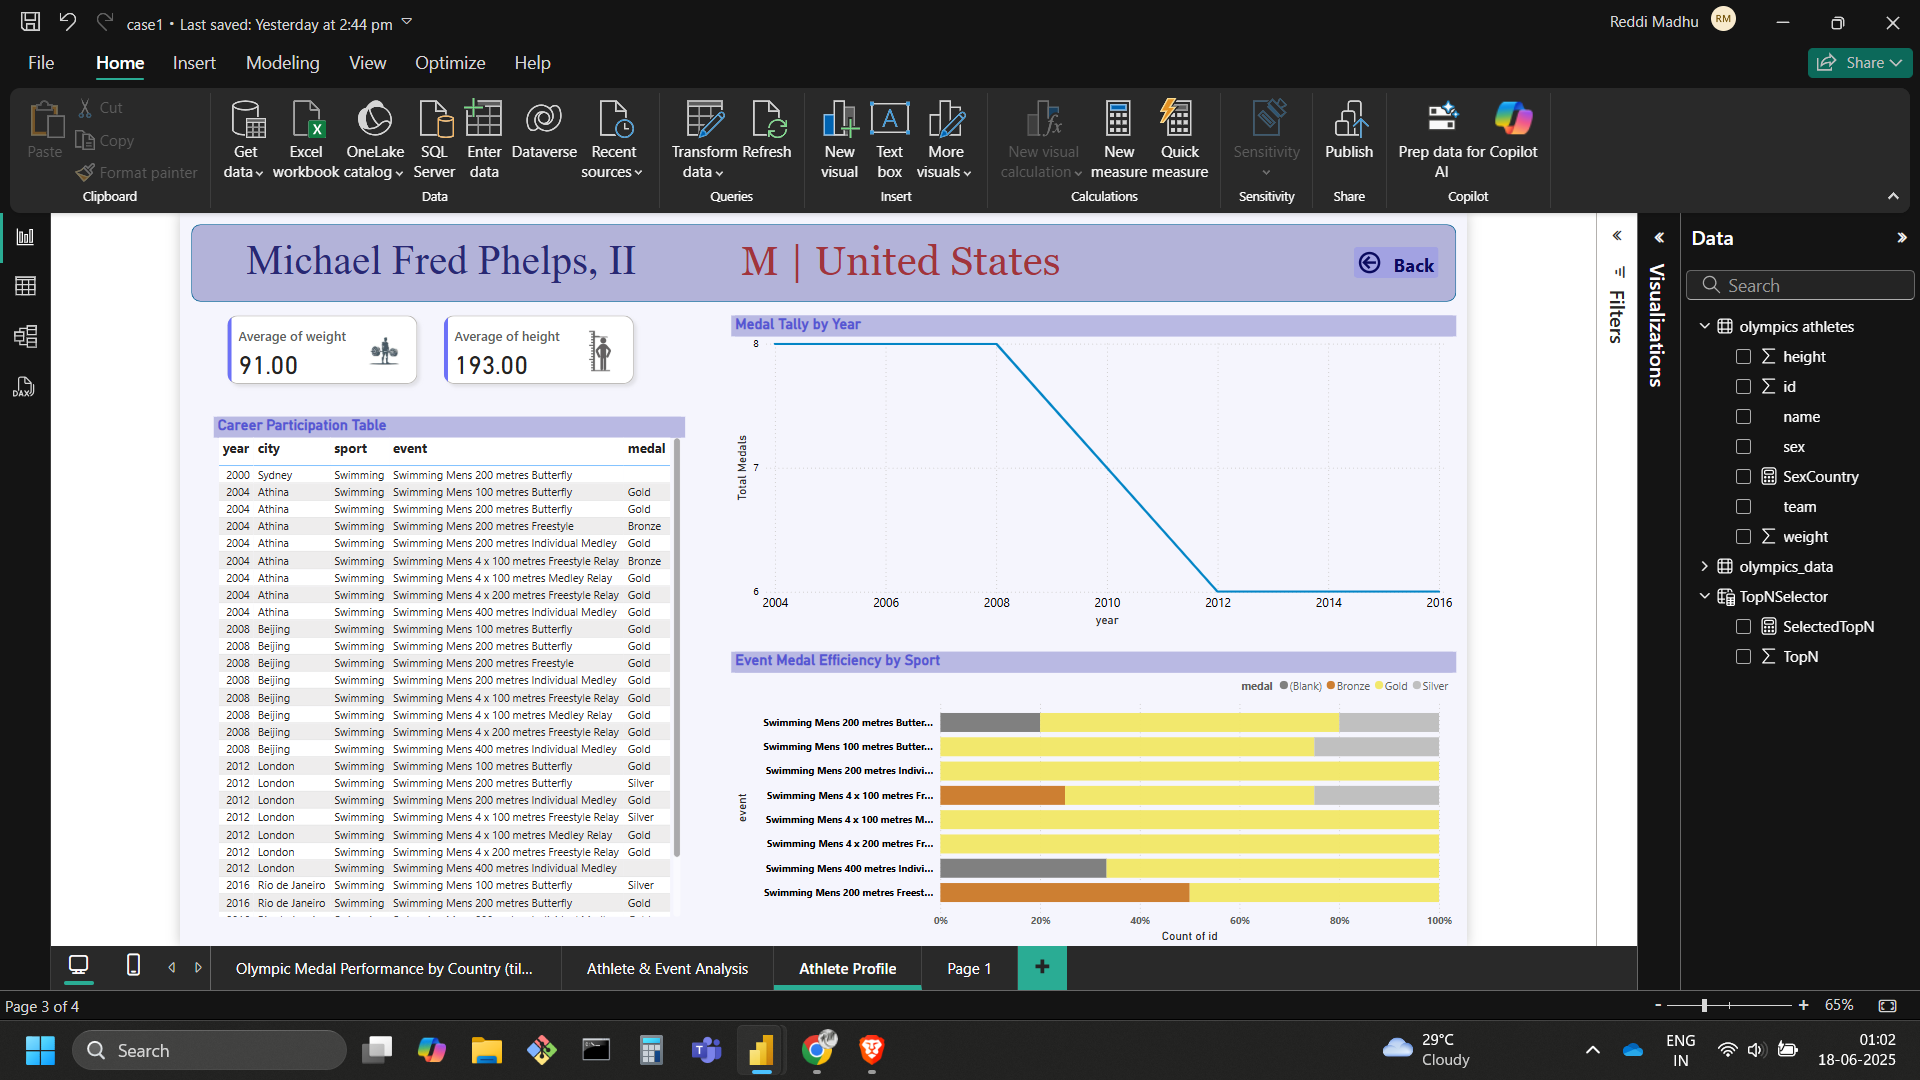 case1 • Last saved: Yesterday at 2:44 pm
Reddi Madhu RM
File Home Insert Modeling View Optimize Help
Share
Paste
Cut
Copy
Format painter
Clipboard
Get data
Excel workbook
OneLake catalog
SQL Server
Enter data
Dataverse
Recent sources
Data
Transform data
Refresh
Queries
New visual
Text box
More visuals
Insert
New visual calculation
New measure
Quick measure
Calculations
Sensitivity
Sensitivity
Publish
Share
Prep data for AI
Copilot
Copilot
Michael Fred Phelps, II
M | United States
Back
Average of weight
91.00
Average of height
193.00
Career Participation Table
year city sport event medal
2000 Sydney Swimming Swimming Mens 200 metres Butterfly
2004 Athina Swimming Swimming Mens 100 metres Butterfly Gold
2004 Athina Swimming Swimming Mens 200 metres Butterfly Gold
2004 Athina Swimming Swimming Mens 200 metres Freestyle Bronze
2004 Athina Swimming Swimming Mens 200 metres Individual Medley Gold
2004 Athina Swimming Swimming Mens 4 x 100 metres Freestyle Relay Bronze
2004 Athina Swimming Swimming Mens 4 x 100 metres Medley Relay Gold
2004 Athina Swimming Swimming Mens 4 x 200 metres Freestyle Relay Gold
2004 Athina Swimming Swimming Mens 400 metres Individual Medley Gold
2008 Beijing Swimming Swimming Mens 100 metres Butterfly Gold
2008 Beijing Swimming Swimming Mens 200 metres Butterfly Gold
2008 Beijing Swimming Swimming Mens 200 metres Freestyle Gold
2008 Beijing Swimming Swimming Mens 200 metres Individual Medley Gold
2008 Beijing Swimming Swimming Mens 4 x 100 metres Freestyle Relay Gold
2008 Beijing Swimming Swimming Mens 4 x 100 metres Medley Relay Gold
2008 Beijing Swimming Swimming Mens 4 x 200 metres Freestyle Relay Gold
2008 Beijing Swimming Swimming Mens 400 metres Individual Medley Gold
2012 London Swimming Swimming Mens 100 metres Butterfly Gold
2012 London Swimming Swimming Mens 200 metres Butterfly Silver
2012 London Swimming Swimming Mens 200 metres Individual Medley Gold
2012 London Swimming Swimming Mens 4 x 100 metres Freestyle Relay Silver
2012 London Swimming Swimming Mens 4 x 100 metres Medley Relay Gold
2012 London Swimming Swimming Mens 4 x 200 metres Freestyle Relay Gold
2012 London Swimming Swimming Mens 400 metres Individual Medley
2016 Rio de Janeiro Swimming Swimming Mens 100 metres Butterfly Silver
2016 Rio de Janeiro Swimming Swimming Mens 200 metres Butterfly Gold
Medal Tally by Year
Total Medals
8
7
6
2004 2006 2008 2010 2012 2014 2016
year
Event Medal Efficiency by Sport
medal (Blank) Bronze Gold Silver
event
Swimming Mens 200 metres Butter...
Swimming Mens 100 metres Butter...
Swimming Mens 200 metres Indivi...
Swimming Mens 4 x 100 metres Fr...
Swimming Mens 4 x 100 metres M...
Swimming Mens 4 x 200 metres Fr...
Swimming Mens 400 metres Indivi...
Swimming Mens 200 metres Freest...
0% 20% 40% 60% 80% 100%
Count of id
Filters
Visualizations
Data
Search
olympics athletes
height
id
name
sex
SexCountry
team
weight
olympics_data
TopNSelector
SelectedTopN
TopN
Olympic Medal Performance by Country (til...
Athlete & Event Analysis
Athlete Profile
Page 1
Page 3 of 4
- + 65%
DAX
Search
29°C
Cloudy
ENG
IN
01:02
18-06-2025